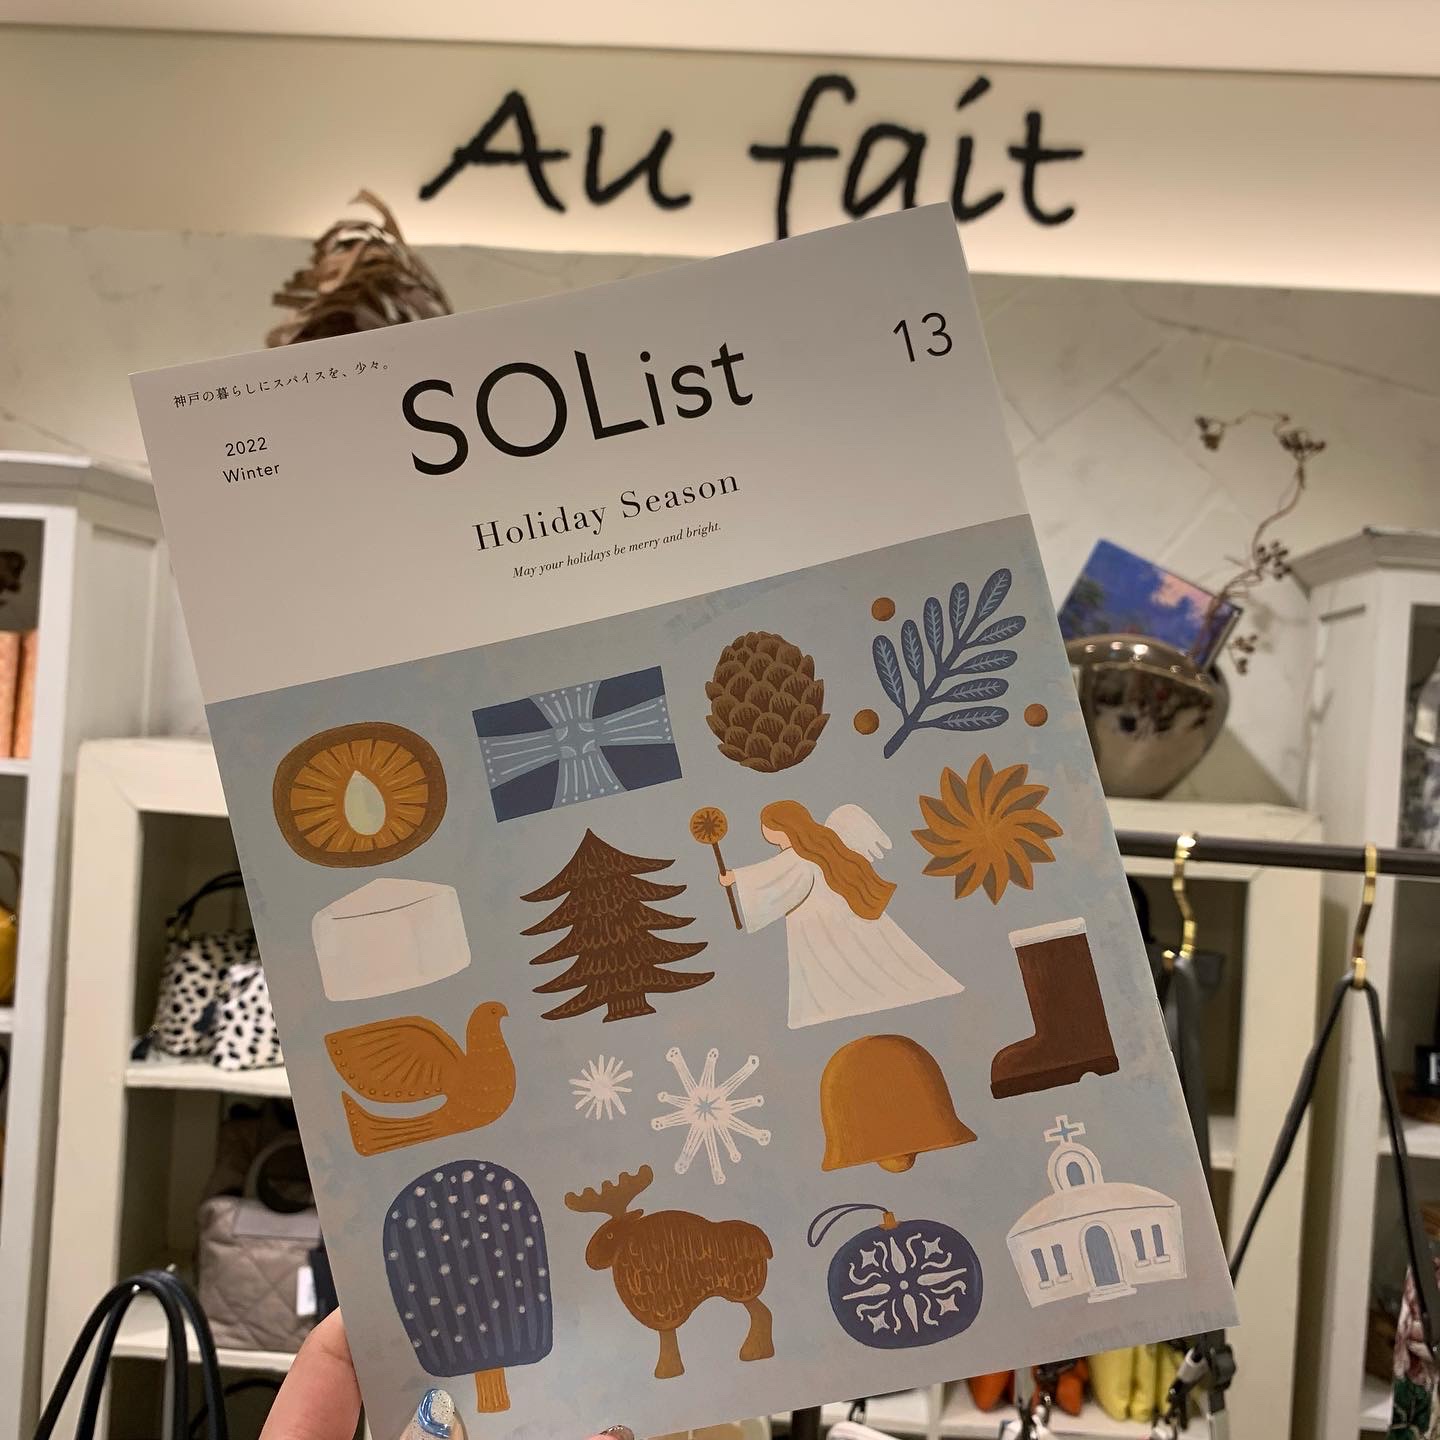 Au fait
神戸の暮らしにスパイスを、少々。
SOList
13
2022
Winter
Holiday Season
May your holidays be merry and bright.